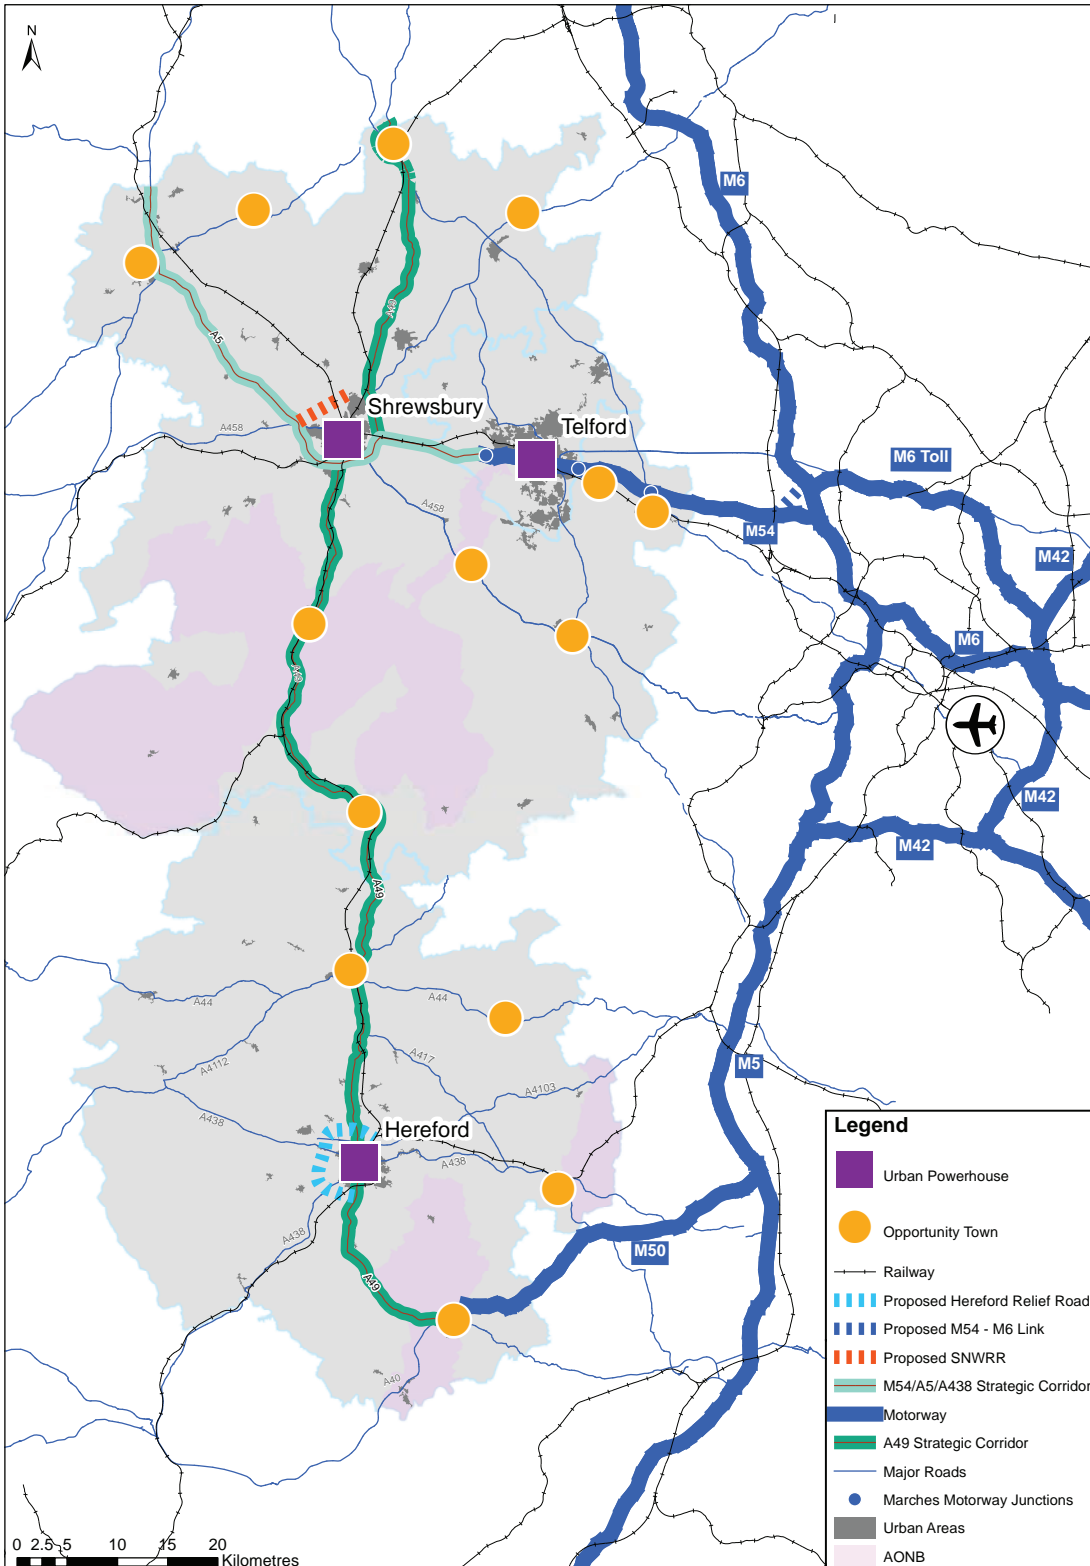 N
M6
A49
A5
Shrewsbury
A458
Telford
M6 Toll
A458
M54
M42
M6
A49
M42
M42
A49
A44
A44
A417
A4112
M5
A4103
A438
Hereford
A438
A438
M50
A49
A40
Legend
Urban Powerhouse
Opportunity Town
Railway
Proposed Hereford Relief Road
Proposed M54 - M6 Link
Proposed SNWRR
M54/A5/A438 Strategic Corridor
Motorway
A49 Strategic Corridor
Major Roads
Marches Motorway Junctions
Urban Areas
AONB
0 2.5 5 10 15 20
Kilometres